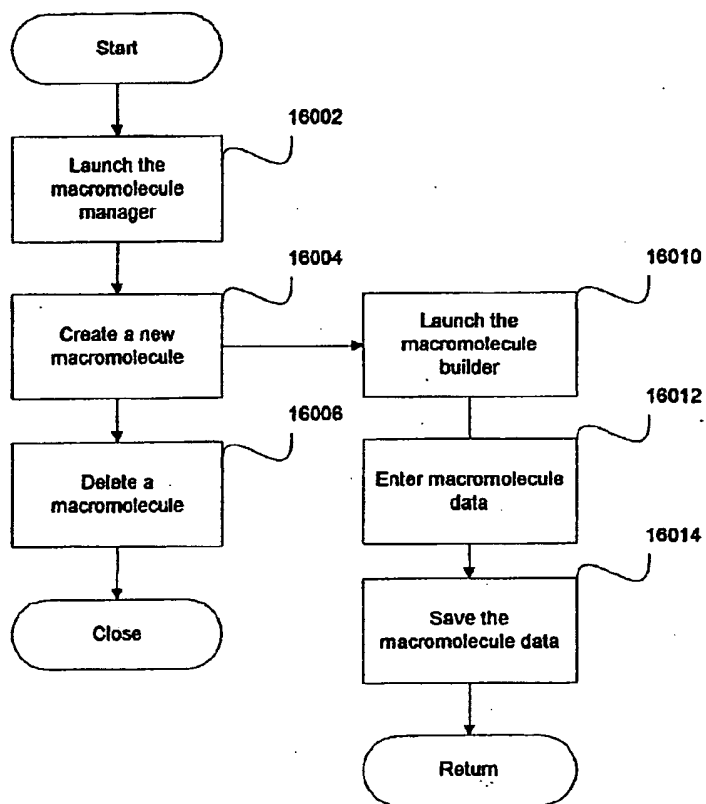 Start
16002
Launch the
macromolecule
manager
16004
Create a new
macromolecule
16006
Delete a
macromolecule
Close
16010
Launch the
macromolecule
builder
16012
Enter macromolecule
data
16014
Save the
macromolecule data
Return